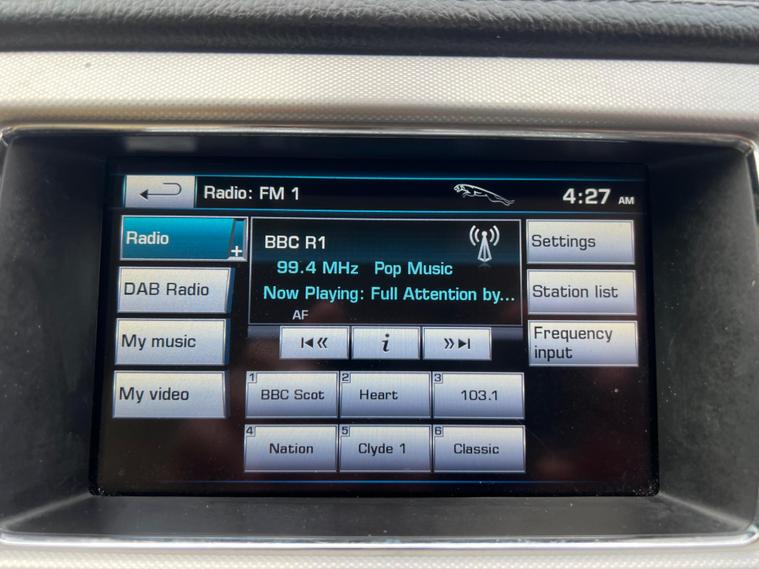 Radio: FM 1
4:27 AM
Radio
+
BBC R1
99.4 MHz Pop Music
Now Playing: Full Attention by...
AF
Settings
DAB Radio
Station list
My music
i
Frequency
input
My video
1 BBC Scot
2 Heart
3 103.1
4 Nation
5 Clyde 1
6 Classic